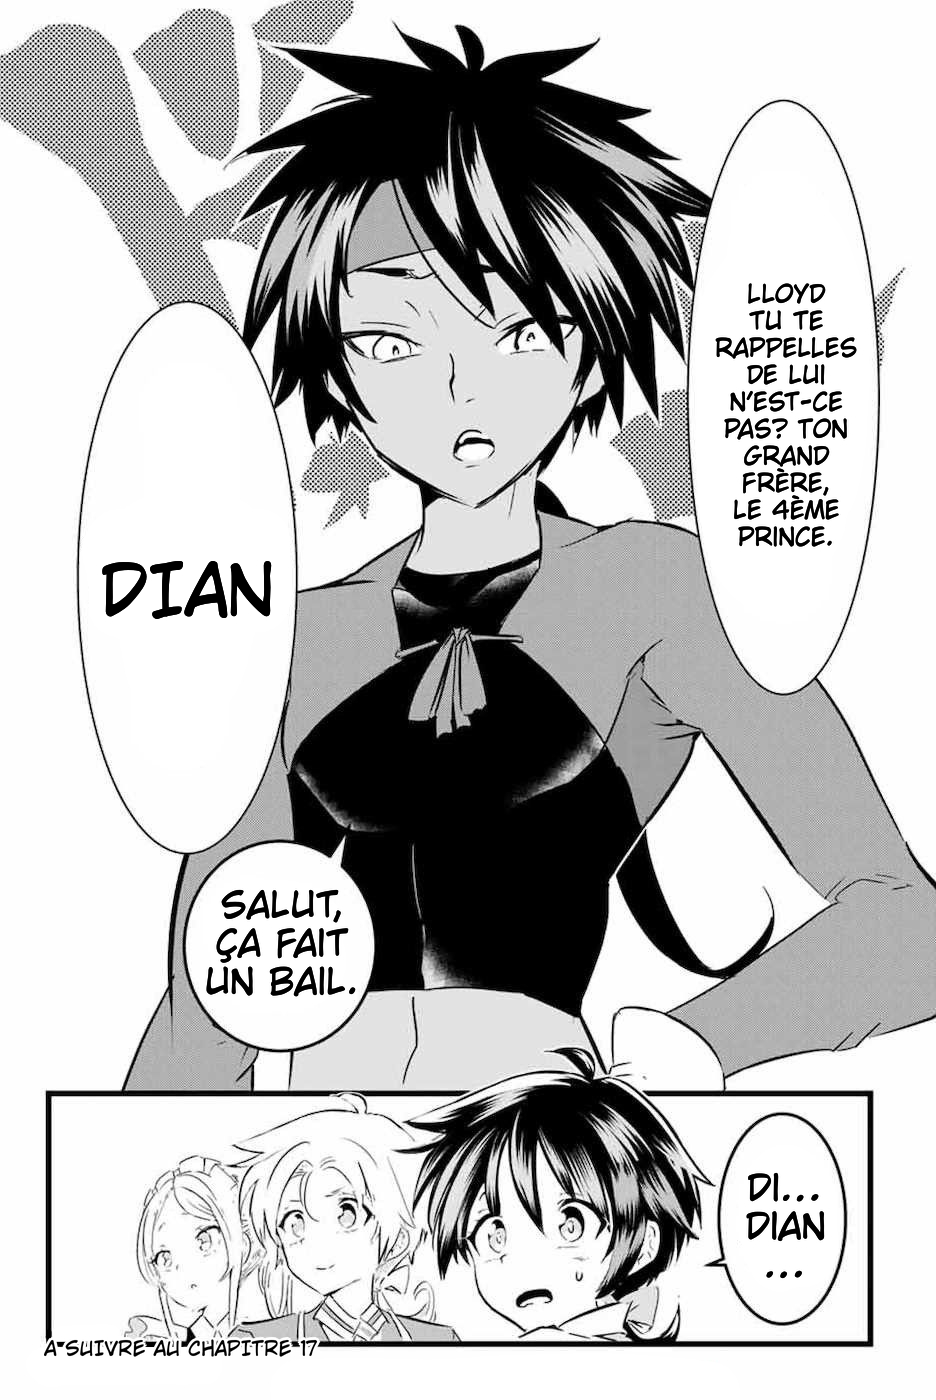 LLOYD
TU TE
RAPPELLES
DE LUI
N'EST-CE
PAS? TON
GRAND
FRÈRE,
LE 4ÈME
PRINCE.
DIAN
SALUT,
ÇA FAIT
UN BAIL.
DI...
DIAN
...
A SUIVRE AU CHAPITRE 17